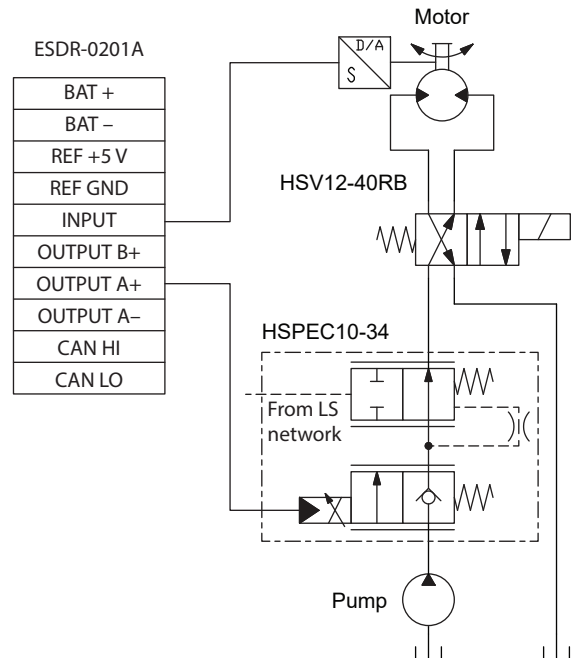 Motor
ESDR-0201A
D/A
S
BAT +
BAT –
REF +5 V
REF GND
INPUT
OUTPUT B+
OUTPUT A+
OUTPUT A–
CAN HI
CAN LO
HSV12-40RB
HSPEC10-34
From LS
network
Pump